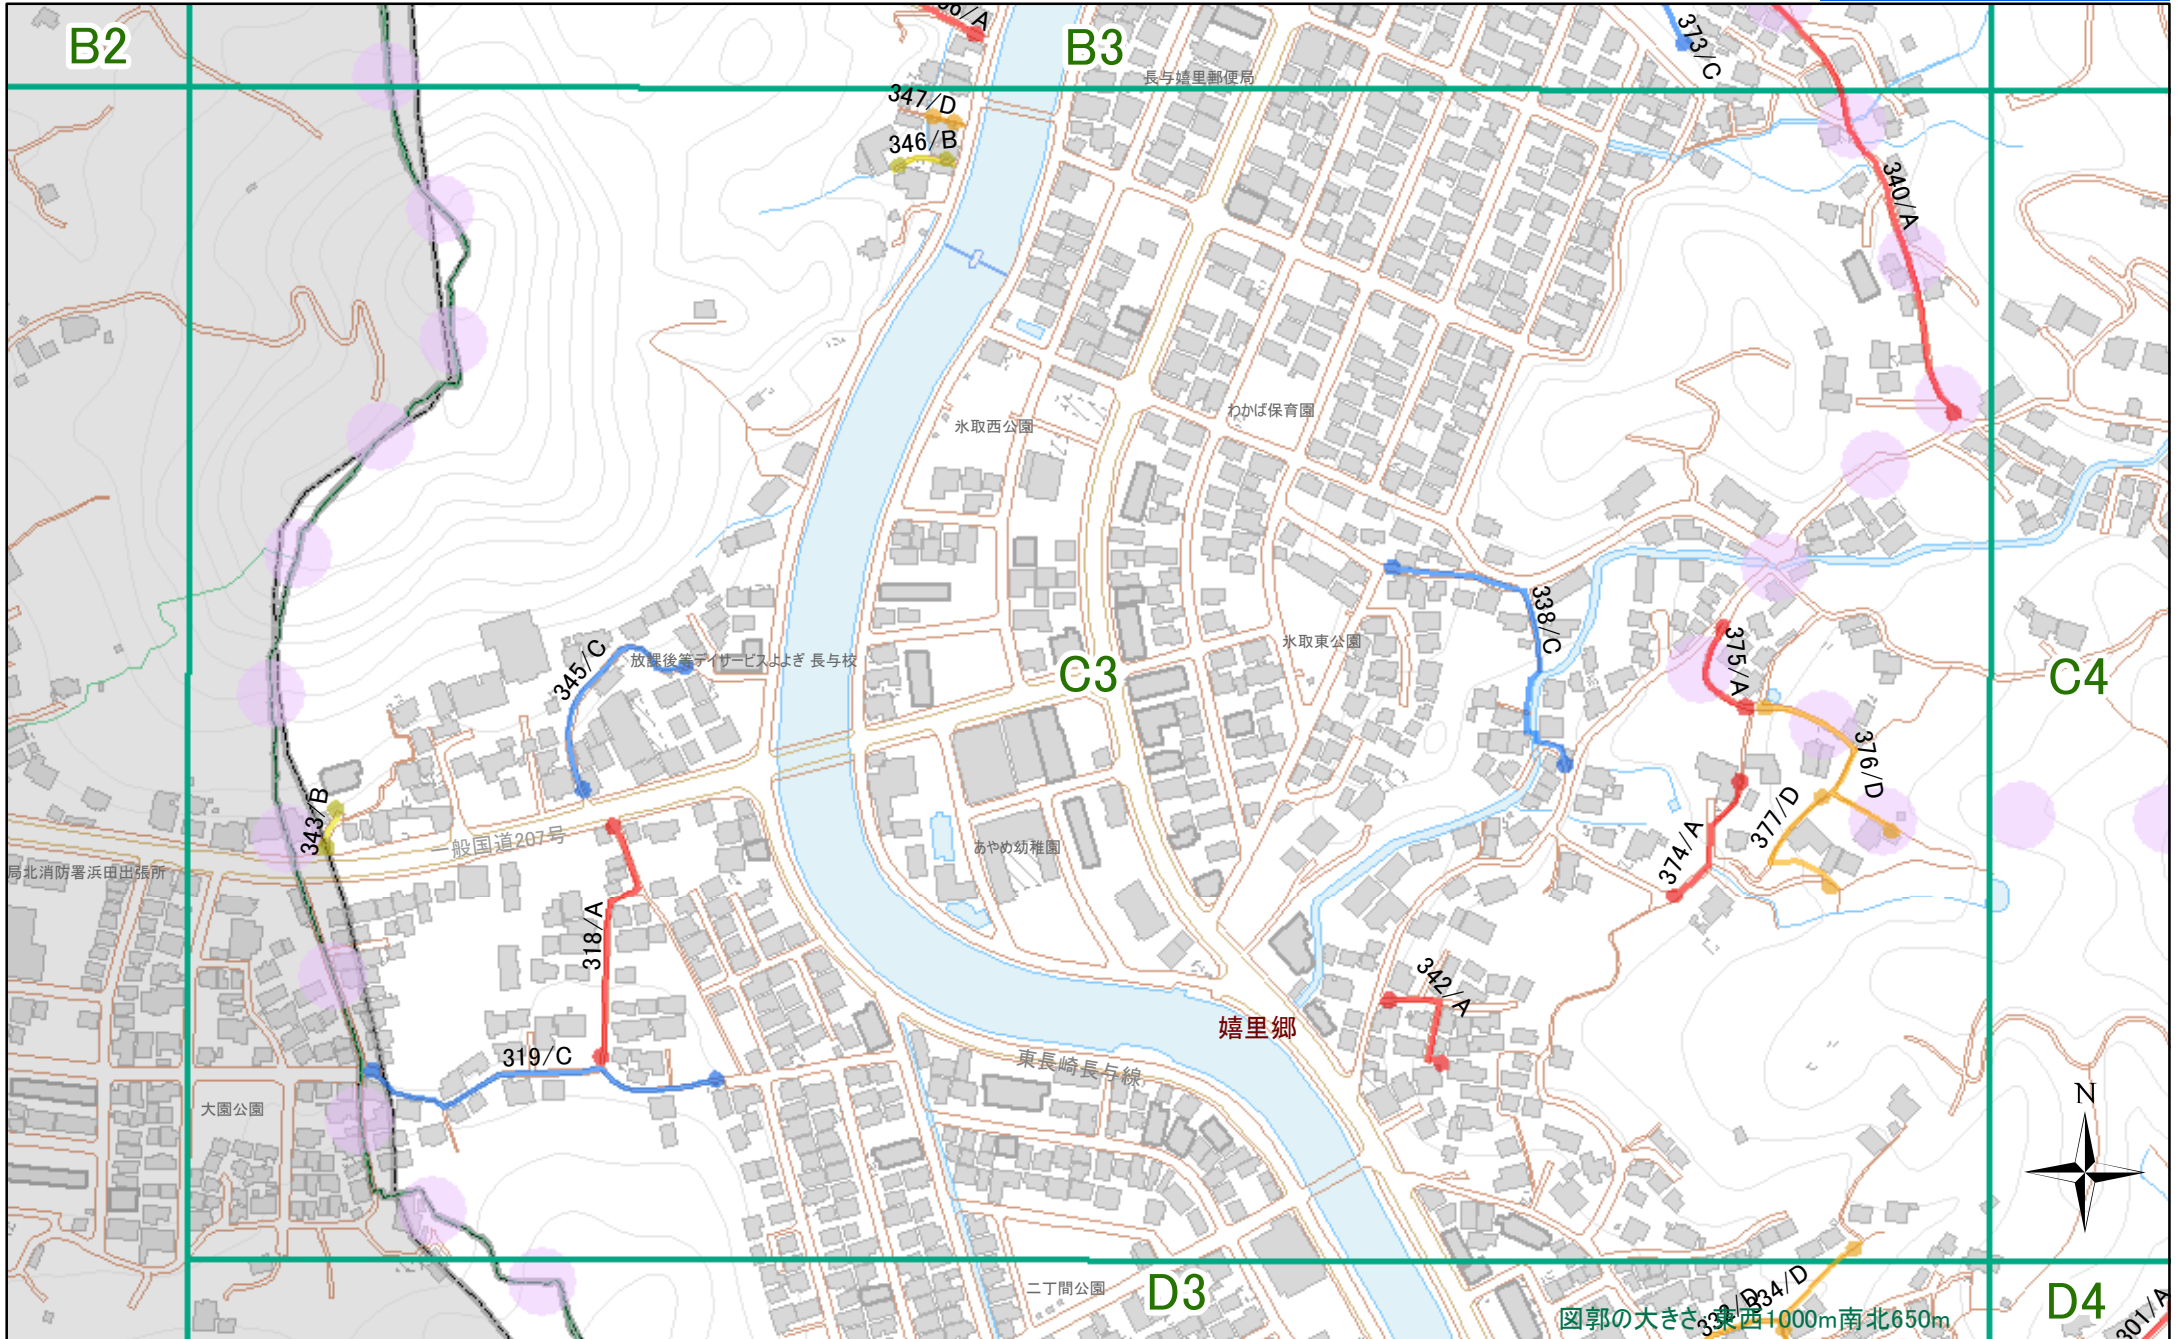 B2
B3
36/A
373/C
長与嬉里郵便局
347/D
346/B
340/A
氷取西公園
わかば保育園
338/C
氷取東公園
345/C
放課後等デイサービスよよぎ 長与校
375/A
C3
C4
376/D
377/D
343/B
一般国道207号
あやめ幼稚園
374/A
局北消防署浜田出張所
318/A
342/A
嬉里郷
319/C
東長崎長与線
大園公園
N
二丁間公園
D3
334/D
D4
301/A
図郭の大きさ:東西1000m南北650m